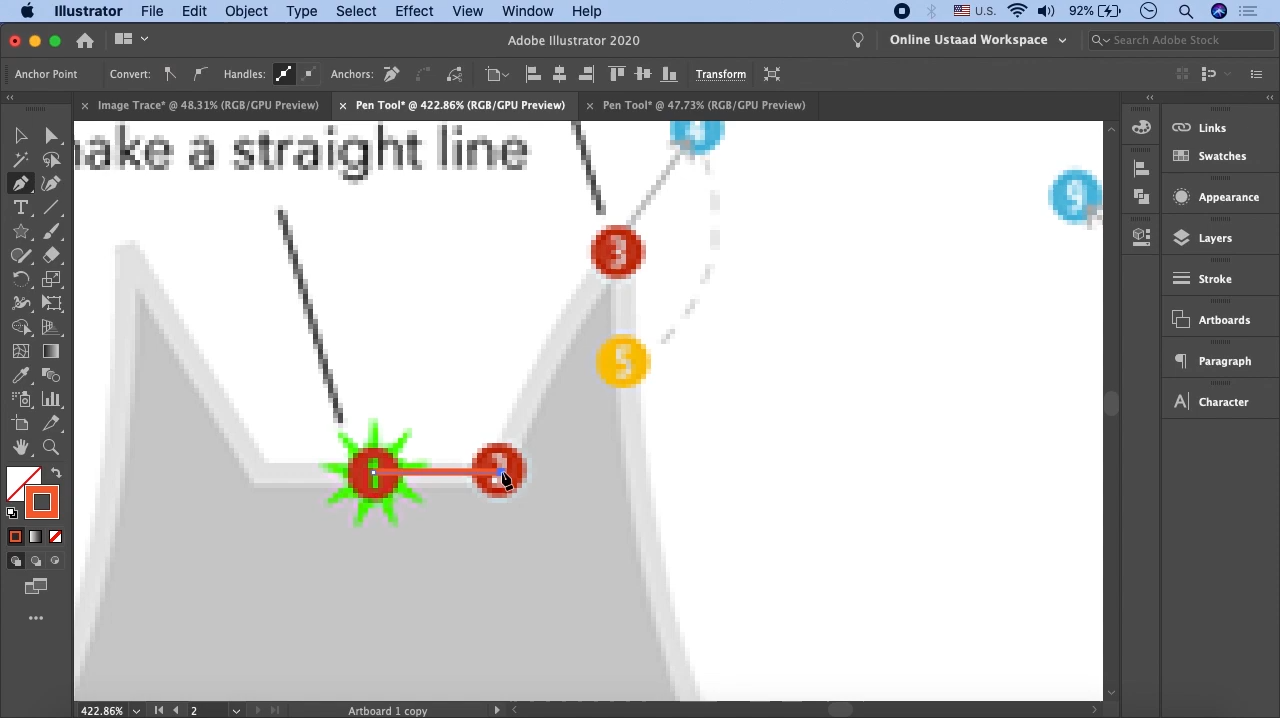 Illustrator File Edit Object Type Select Effect View Window Help U.S. 92%
Adobe Illustrator 2020 Online Ustaad Workspace Search Adobe Stock
Anchor Point Convert: Handles: Anchors: Transform
Image Trace* @ 48.31% (RGB/GPU Preview) Pen Tool* @ 422.86% (RGB/GPU Preview) Pen Tool* @ 47.73% (RGB/GPU Preview)
make a straight line
4
9
3
5
1
Links
Swatches
Appearance
Layers
Stroke
Artboards
Paragraph
Character
422.86% 2 Artboard 1 copy